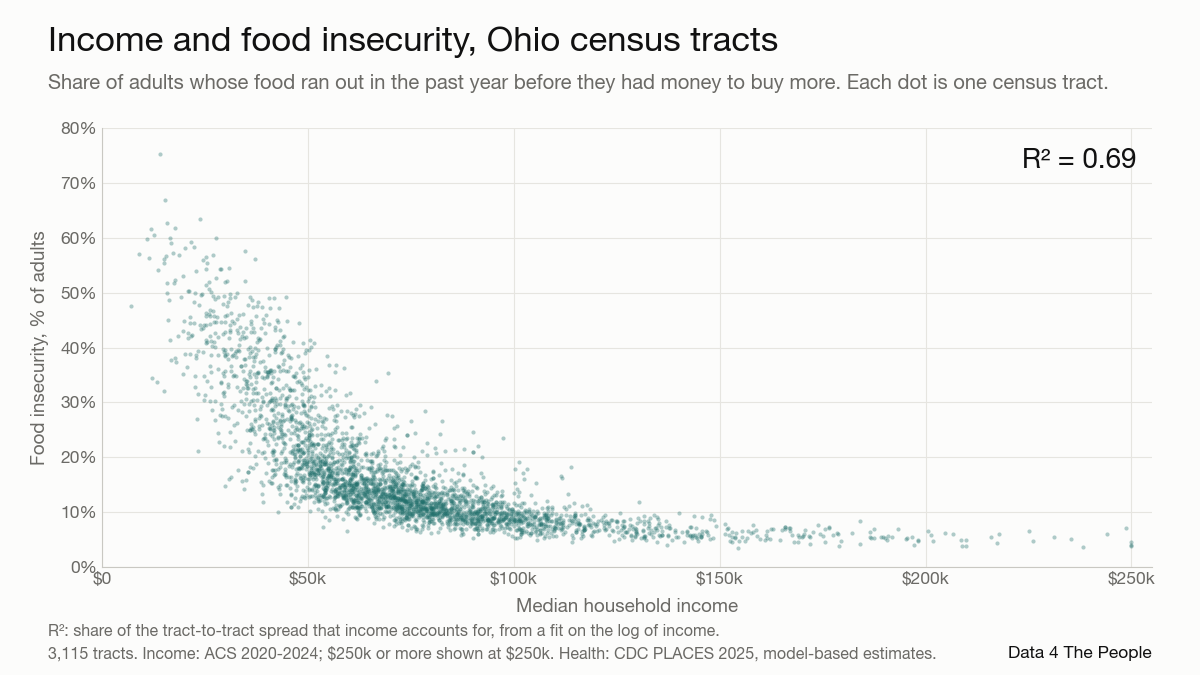 Income and food insecurity, Ohio census tracts
Share of adults whose food ran out in the past year before they had money to buy more. Each dot is one census tract.
R² = 0.69
Food insecurity, % of adults
80%
70%
60%
50%
40%
30%
20%
10%
0%
$0
$50k
$100k
$150k
$200k
$250k
Median household income
R²: share of the tract-to-tract spread that income accounts for, from a fit on the log of income.
3,115 tracts. Income: ACS 2020-2024; $250k or more shown at $250k. Health: CDC PLACES 2025, model-based estimates.
Data 4 The People